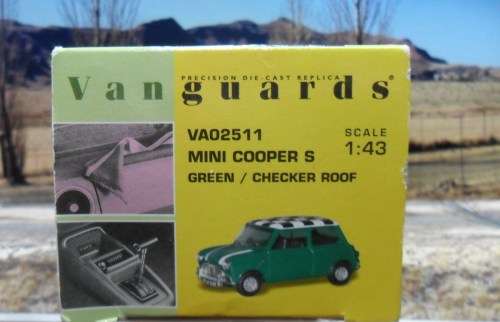 Vanguards®
PRECISION DIE-CAST REPLICA
VA02511
SCALE
MINI COOPER S
1:43
GREEN / CHECKER ROOF